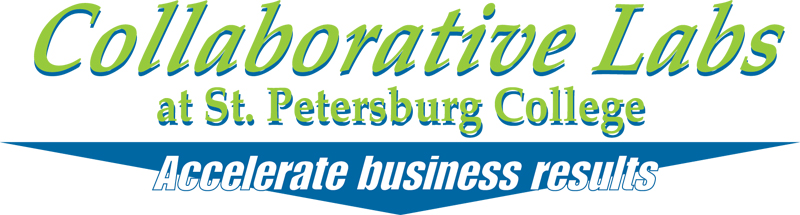 Collaborative Labs
at St. Petersburg College
Accelerate business results